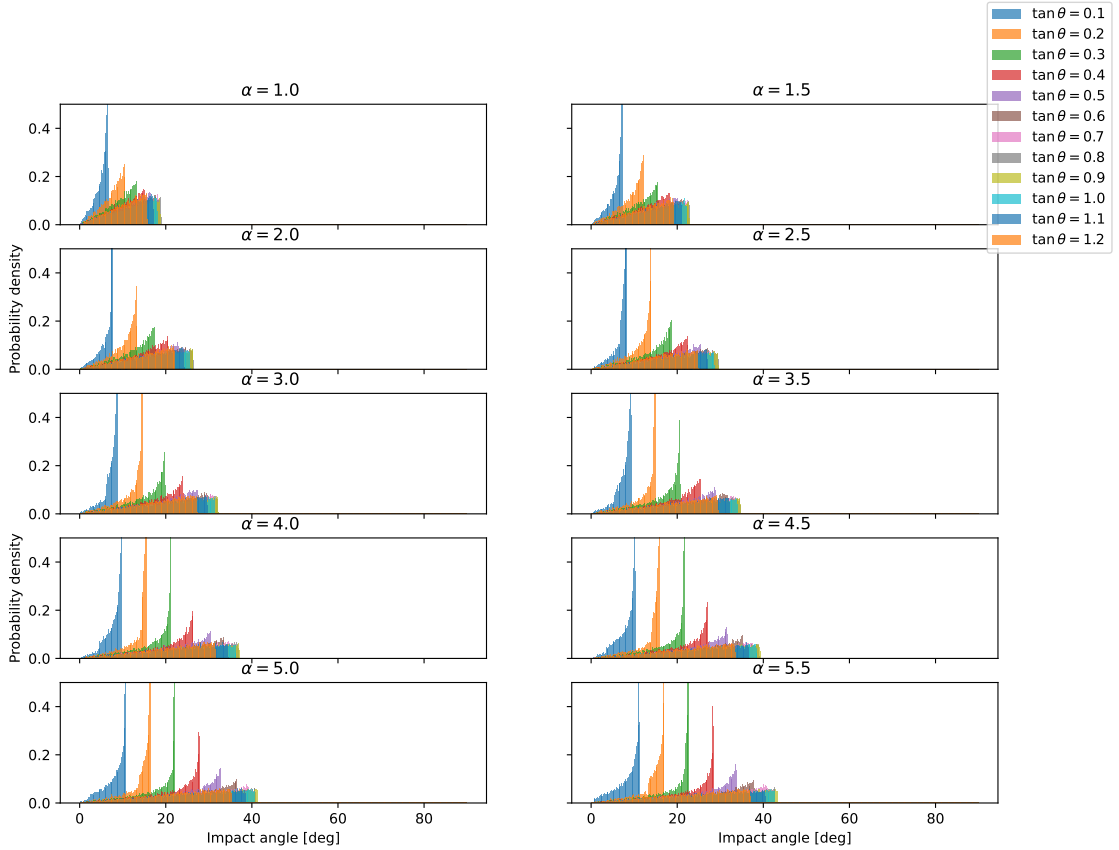 tan θ = 0.1
tan θ = 0.2
tan θ = 0.3
tan θ = 0.4
tan θ = 0.5
tan θ = 0.6
tan θ = 0.7
tan θ = 0.8
tan θ = 0.9
tan θ = 1.0
tan θ = 1.1
tan θ = 1.2
α = 1.0
α = 1.5
0.4
0.2
0.0
α = 2.0
α = 2.5
Probability density
0.4
0.2
0.0
α = 3.0
α = 3.5
0.4
0.2
0.0
α = 4.0
α = 4.5
Probability density
0.4
0.2
0.0
α = 5.0
α = 5.5
0.4
0.2
0.0
0 20 40 60 80
0 20 40 60 80
Impact angle [deg]
Impact angle [deg]